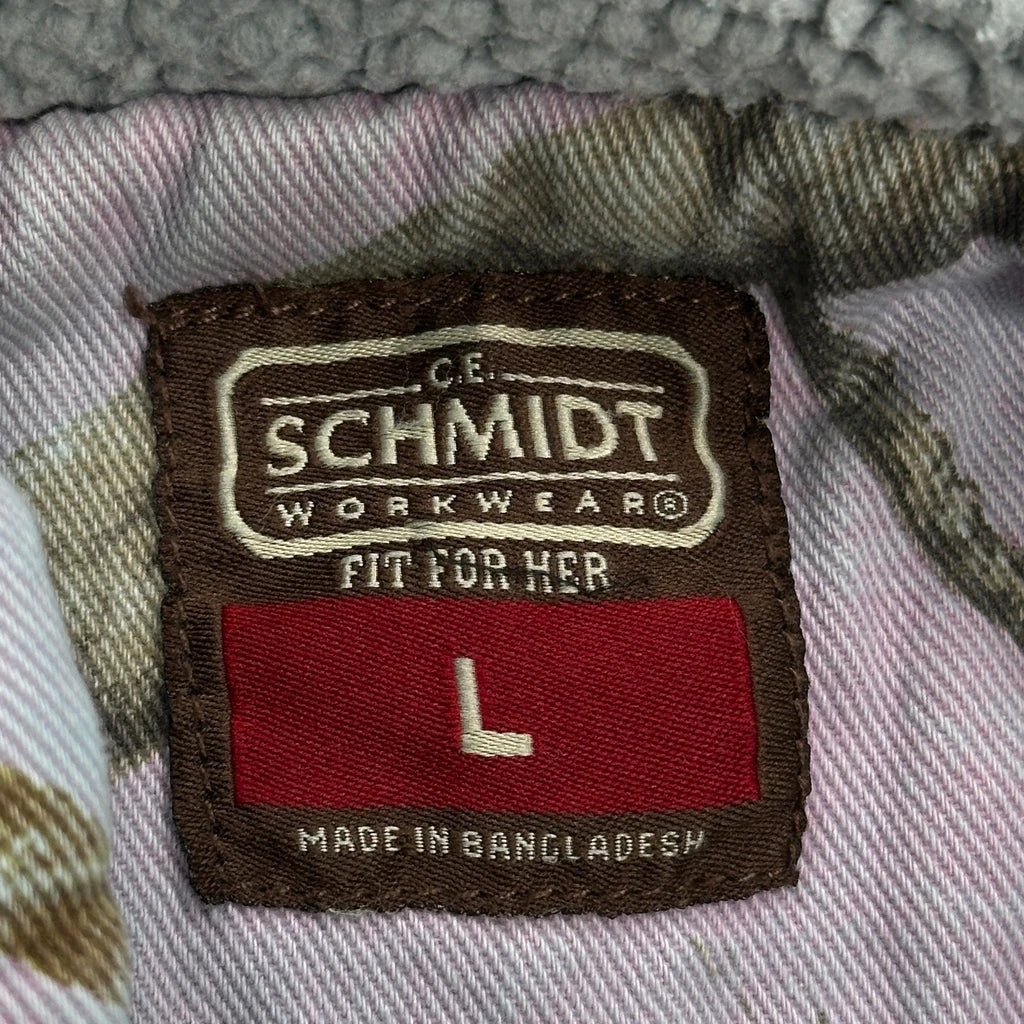 C.E.
SCHMIDT
WORKWEAR®
FIT FOR HER
L
MADE IN BANGLADESH